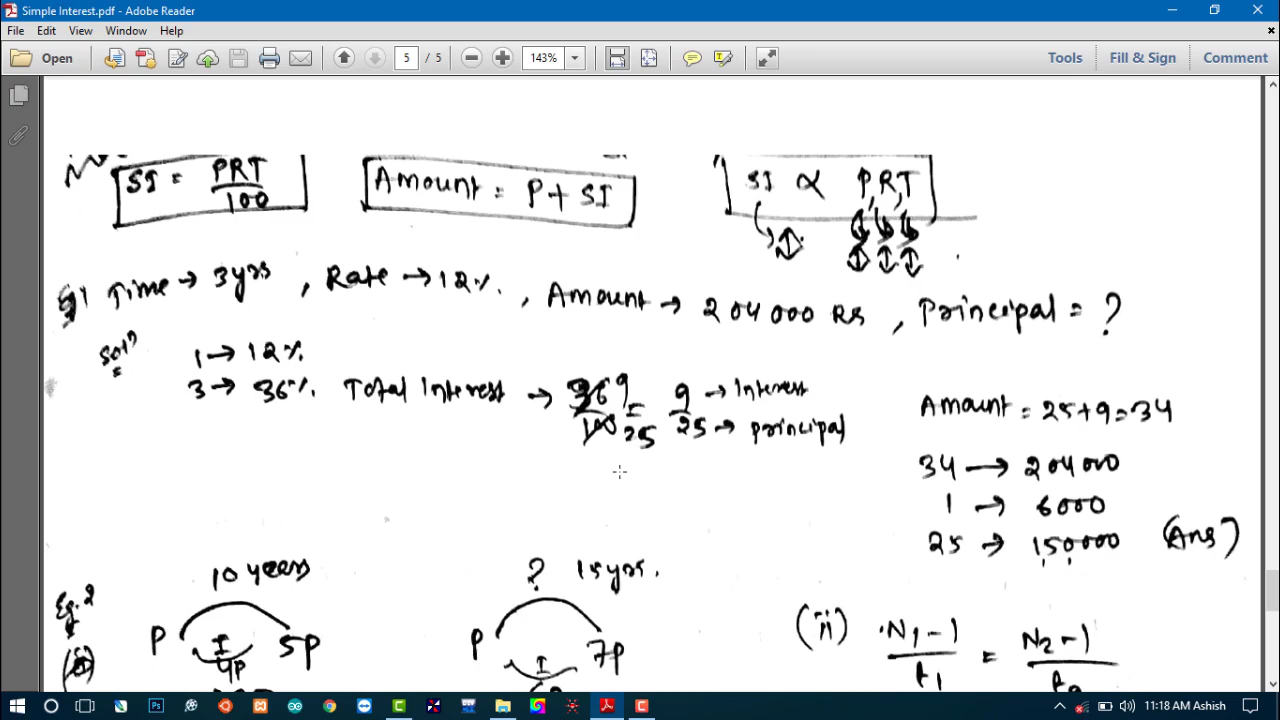 Simple Interest.pdf - Adobe Reader
File Edit View Window Help
Open 5 / 5 143% Tools Fill & Sign Comment
SI = PRT/100 Amount = P + SI SI ∝ P,R,T
Eg1 Time → 3yrs , Rate → 12%. , Amount → 204000 Rs , Principal = ?
Solⁿ 1 → 12%
3 → 36%. Total Interest → 36/100 = 9/25 9 → Interest
25 → principal
Amount = 25+9 = 34
34 → 204000
1 → 6000
25 → 150000 (Ans)
Eg.2 10 years ? 15yrs.
P I 5P P I 7P (ii) N1-1/t1 = N2-1
4P
11:18 AM Ashish